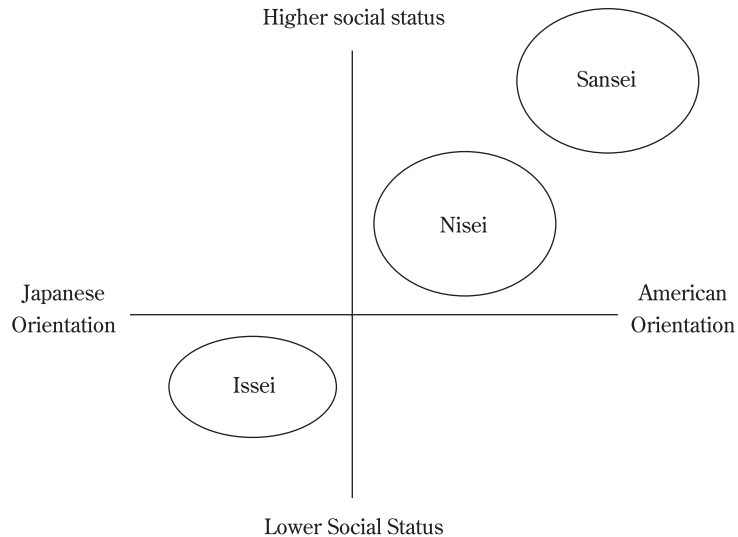 Higher social status
Sansei
Nisei
Japanese
Orientation
American
Orientation
Issei
Lower Social Status